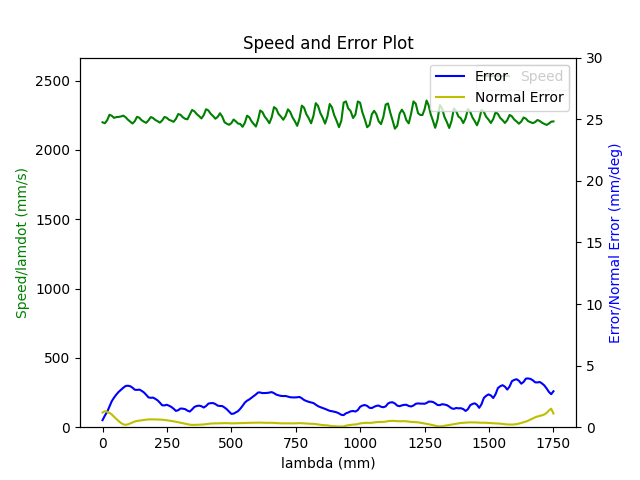 Speed and Error Plot
Error
Speed
Normal Error
2500
2000
1500
1000
500
0
Speed/lamdot (mm/s)
30
25
20
15
10
5
0
Error/Normal Error (mm/deg)
0 250 500 750 1000 1250 1500 1750
lambda (mm)